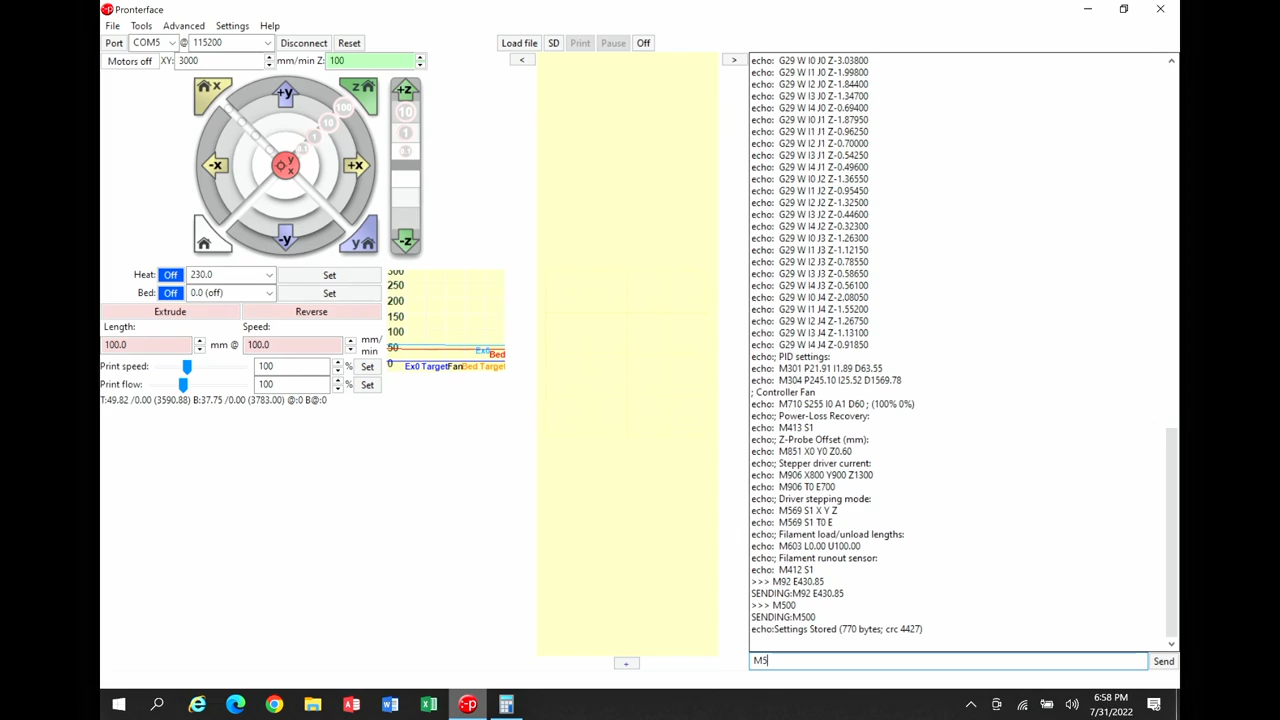 Pronterface
File Tools Advanced Settings Help
Port COM5 @ 115200 Disconnect Reset Load file SD Print Pause Off
Motors off XY: 3000 mm/min Z: 100 < >
x z +y +z
100
10
10
1
1
0.1
0.1
-x y x +x
-y y -z
Heat: Off 230.0 Set
Bed: Off 0.0 (off) Set
Extrude Reverse
Length: Speed:
100.0 mm @ 100.0 mm/
min
Print speed: 100 % Set
Print flow: 100 % Set
T:49.82 /0.00 (3590.88) B:37.75 /0.00 (3783.00) @:0 B@:0
300
250
200
150
100
50
0
Ex0
Bed
Ex0 Target Fan Bed Target
+
echo:  G29 W I0 J0 Z-3.03800
echo:  G29 W I1 J0 Z-1.99800
echo:  G29 W I2 J0 Z-1.84400
echo:  G29 W I3 J0 Z-1.34700
echo:  G29 W I4 J0 Z-0.69400
echo:  G29 W I0 J1 Z-1.87950
echo:  G29 W I1 J1 Z-0.96250
echo:  G29 W I2 J1 Z-0.70000
echo:  G29 W I3 J1 Z-0.54250
echo:  G29 W I4 J1 Z-0.49600
echo:  G29 W I0 J2 Z-1.36550
echo:  G29 W I1 J2 Z-0.95450
echo:  G29 W I2 J2 Z-1.32500
echo:  G29 W I3 J2 Z-0.44600
echo:  G29 W I4 J2 Z-0.32300
echo:  G29 W I0 J3 Z-1.26300
echo:  G29 W I1 J3 Z-1.12150
echo:  G29 W I2 J3 Z-0.78550
echo:  G29 W I3 J3 Z-0.58650
echo:  G29 W I4 J3 Z-0.56100
echo:  G29 W I0 J4 Z-2.08050
echo:  G29 W I1 J4 Z-1.55200
echo:  G29 W I2 J4 Z-1.26750
echo:  G29 W I3 J4 Z-1.13100
echo:  G29 W I4 J4 Z-0.91850
echo:; PID settings:
echo:  M301 P21.91 I1.89 D63.55
echo:  M304 P245.10 I25.52 D1569.78
; Controller Fan
echo:  M710 S255 I0 A1 D60 ; (100% 0%)
echo:; Power-Loss Recovery:
echo:  M413 S1
echo:; Z-Probe Offset (mm):
echo:  M851 X0 Y0 Z0.60
echo:; Stepper driver current:
echo:  M906 X800 Y900 Z1300
echo:  M906 T0 E700
echo:; Driver stepping mode:
echo:  M569 S1 X Y Z
echo:  M569 S1 T0 E
echo:; Filament load/unload lengths:
echo:  M603 L0.00 U100.00
echo:; Filament runout sensor:
echo:  M412 S1
>>> M92 E430.85
SENDING:M92 E430.85
>>> M500
SENDING:M500
echo:Settings Stored (770 bytes; crc 4427)
M5 Send
6:58 PM
7/31/2022